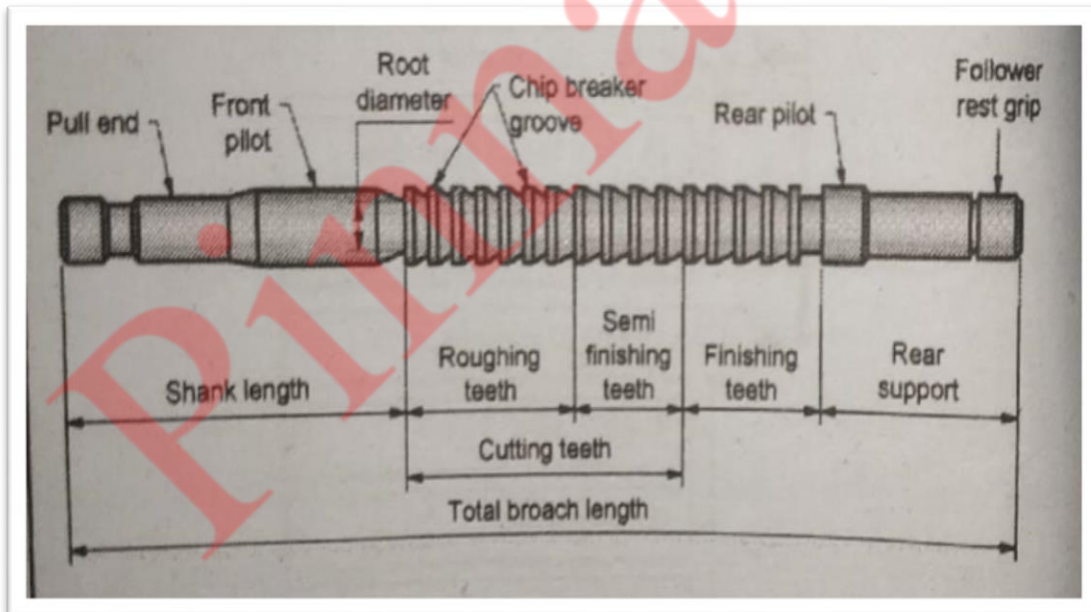 Pull end
Front
pilot
Root
diameter
Chip breaker
groove
Rear pilot
Follower
rest grip
Shank length
Roughing
teeth
Semi
finishing
teeth
Finishing
teeth
Rear
support
Cutting teeth
Total broach length
Pinna